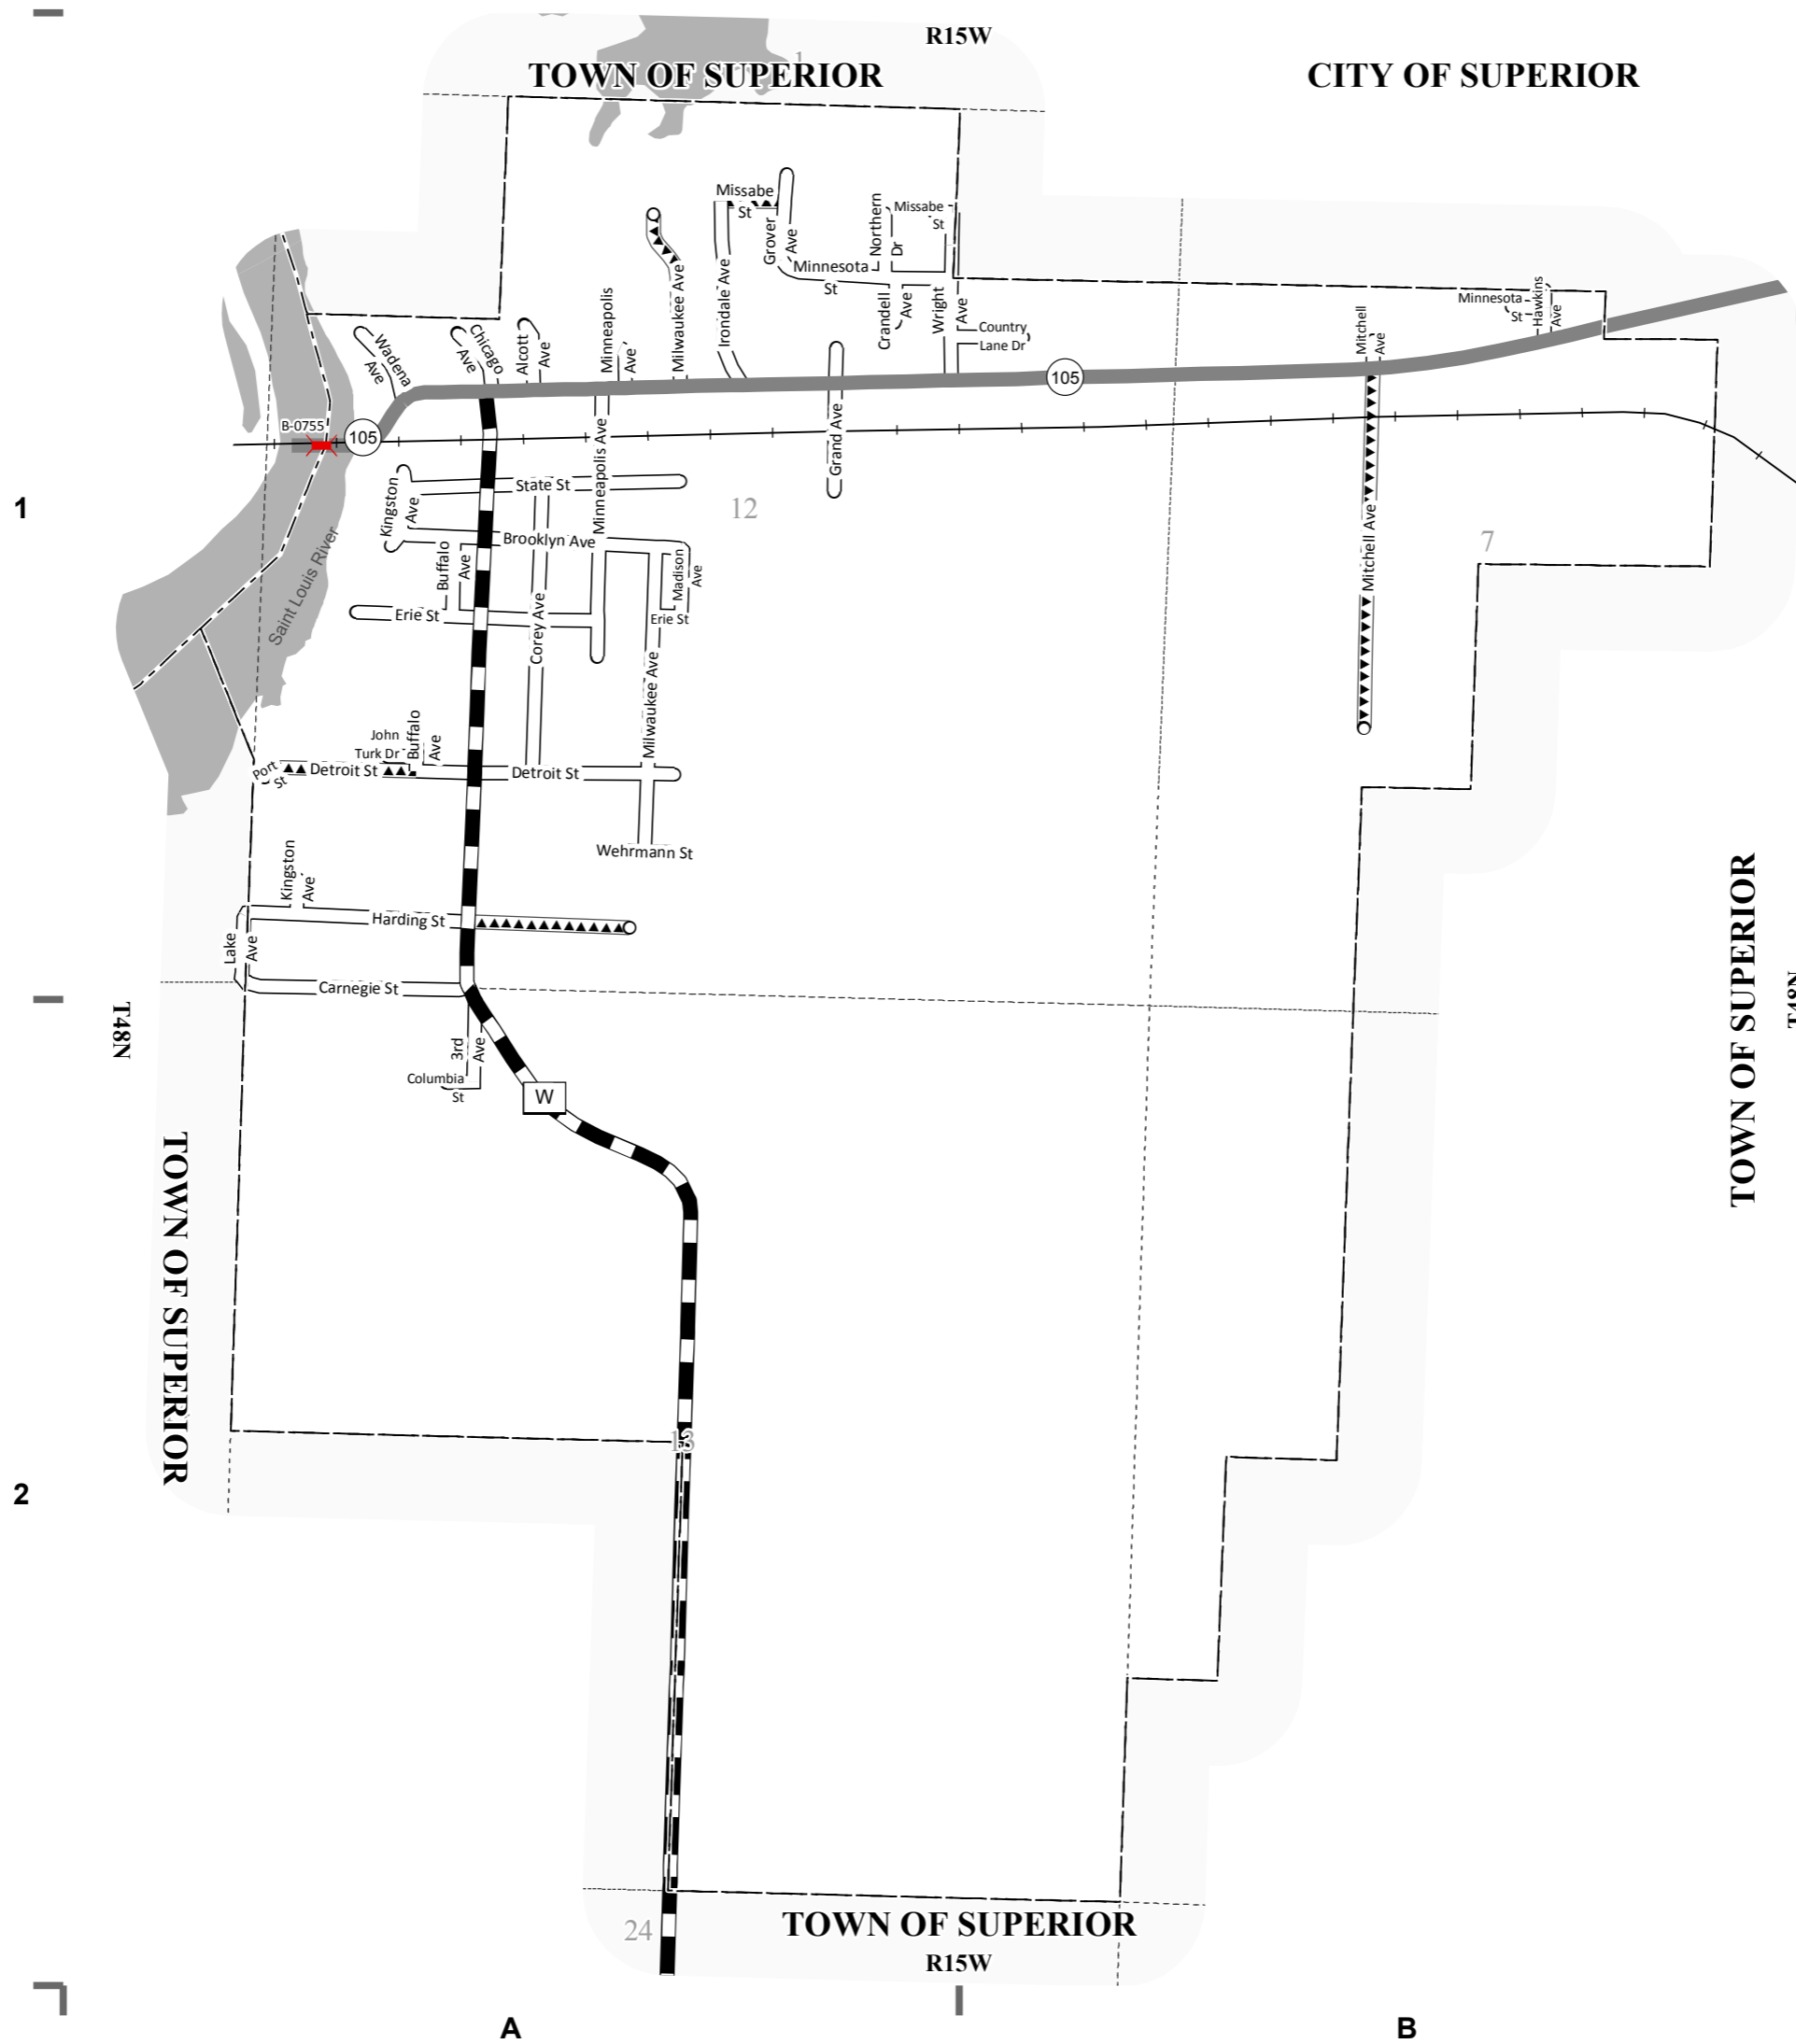 R15W
1
TOWN OF SUPERIOR
CITY OF SUPERIOR
Missabe
St
Grover
Ave
Northern
Dr
Missabe
St
Minnesota
St
Milwaukee Ave
Irondale Ave
Crandell
Ave
Wright
Ave
Country
Lane Dr
Minneapolis
Ave
Alcott
Ave
Chicago
Ave
Wadena
Ave
Mitchell
Ave
Minnesota
St
Hawkins
Ave
105
B-0755
105
Grand Ave
Minneapolis Ave
Kingston
Ave
State St
12
1
7
Brooklyn Ave
Mitchell Ave
Buffalo
Ave
Madison
Ave
Saint Louis River
Erie St
Erie St
Corey Ave
Milwaukee Ave
John
Turk Dr
Buffalo
Ave
Port
St
Detroit St
Detroit St
Wehrmann St
Kingston
Ave
Harding St
Lake
Ave
Carnegie St
T48N
T48N
TOWN OF SUPERIOR
3rd
Ave
Columbia
St
W
TOWN OF SUPERIOR
13
2
24
TOWN OF SUPERIOR
R15W
A
B